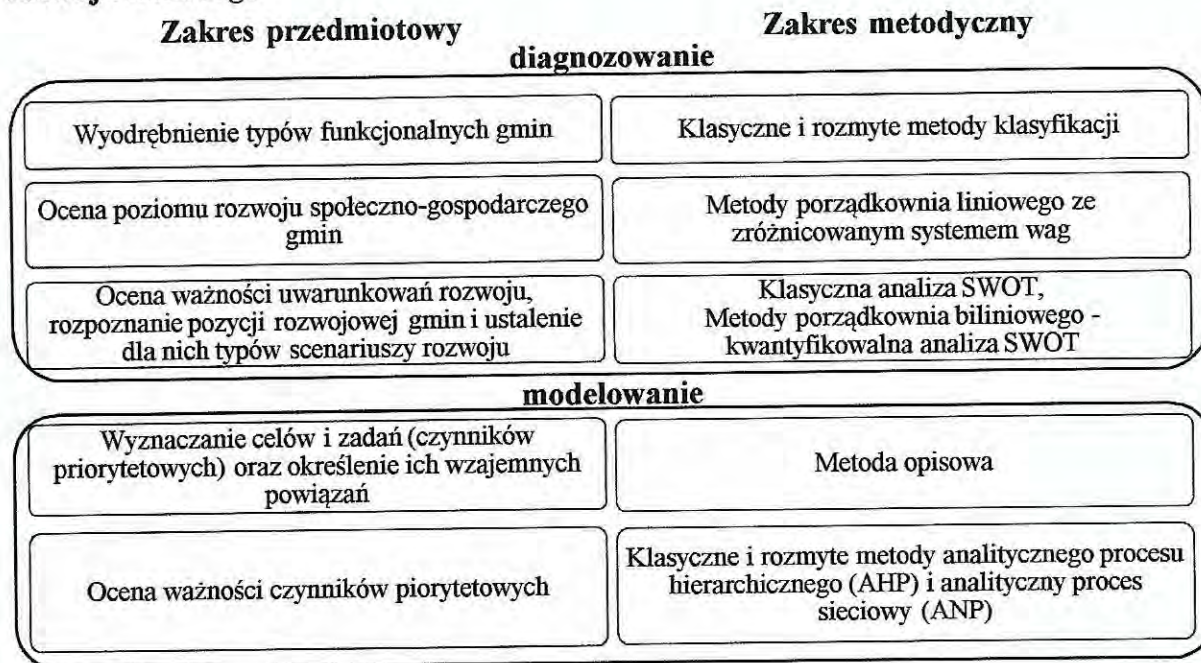 Zakres przedmiotowy
Zakres metodyczny
diagnozowanie
Wyodrębnienie typów funkcjonalnych gmin
Klasyczne i rozmyte metody klasyfikacji
Ocena poziomu rozwoju społeczno-gospodarczego
gmin
Metody porządkownia liniowego ze
zróżnicowanym systemem wag
Ocena ważności uwarunkowań rozwoju,
rozpoznanie pozycji rozwojowej gmin i ustalenie
dla nich typów scenariuszy rozwoju
Klasyczna analiza SWOT,
Metody porządkownia biliniowego -
kwantyfikowalna analiza SWOT
modelowanie
Wyznaczanie celów i zadań (czynników
priorytetowych) oraz określenie ich wzajemnych
powiązań
Metoda opisowa
Ocena ważności czynników piorytetowych
Klasyczne i rozmyte metody analitycznego procesu
hierarchicznego (AHP) i analityczny proces
sieciowy (ANP)